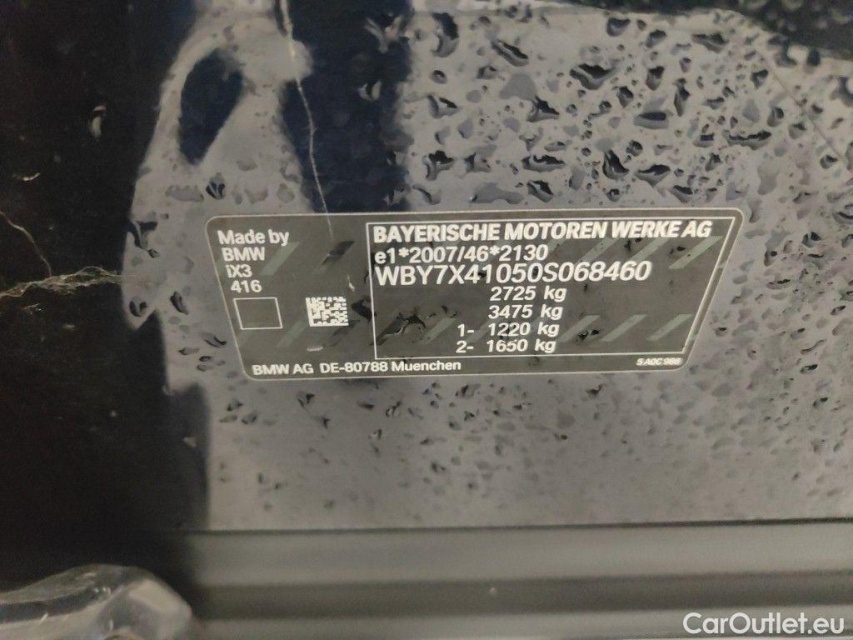 Made by
BMW
iX3
416
BAYERISCHE MOTOREN WERKE AG
e1*2007/46*2130
WBY7X41050S068460
2725 kg
3475 kg
1- 1220 kg
2- 1650 kg
BMW AG DE-80788 Muenchen
CarOutlet.eu